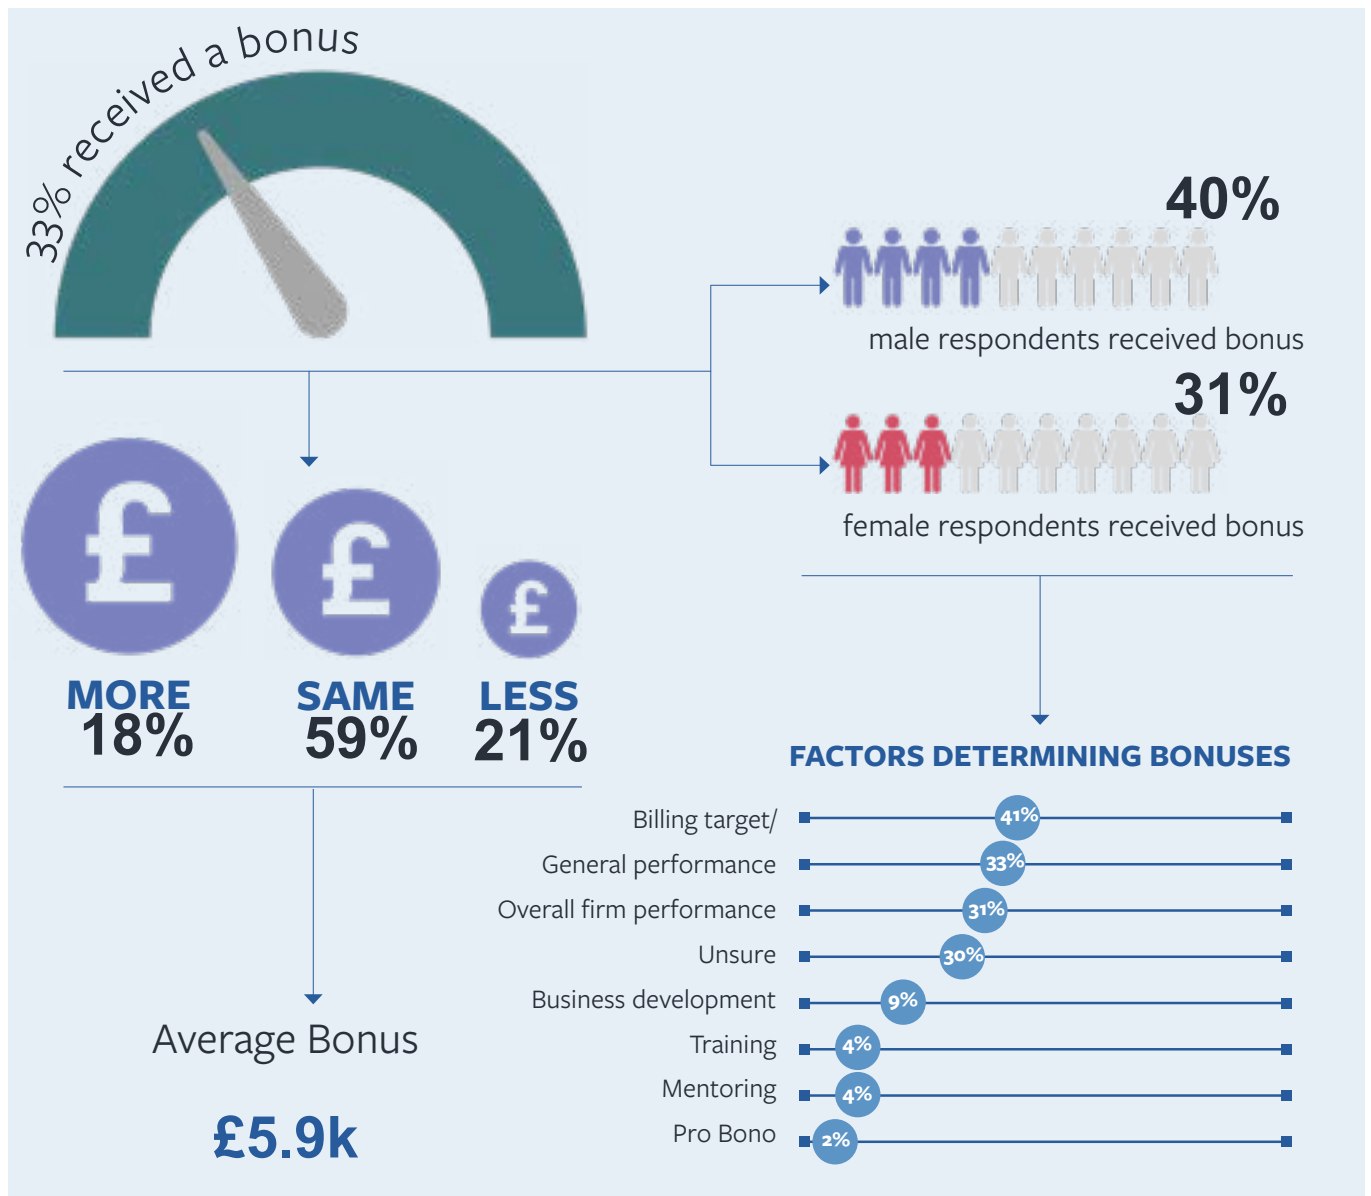 33% received a bonus
40%
male respondents received bonus
31%
female respondents received bonus
£
£
£
MORE
18%
SAME
59%
LESS
21%
Average Bonus
£5.9k
FACTORS DETERMINING BONUSES
Billing target/ 41%
General performance 33%
Overall firm performance 31%
Unsure 30%
Business development 9%
Training 4%
Mentoring 4%
Pro Bono 2%